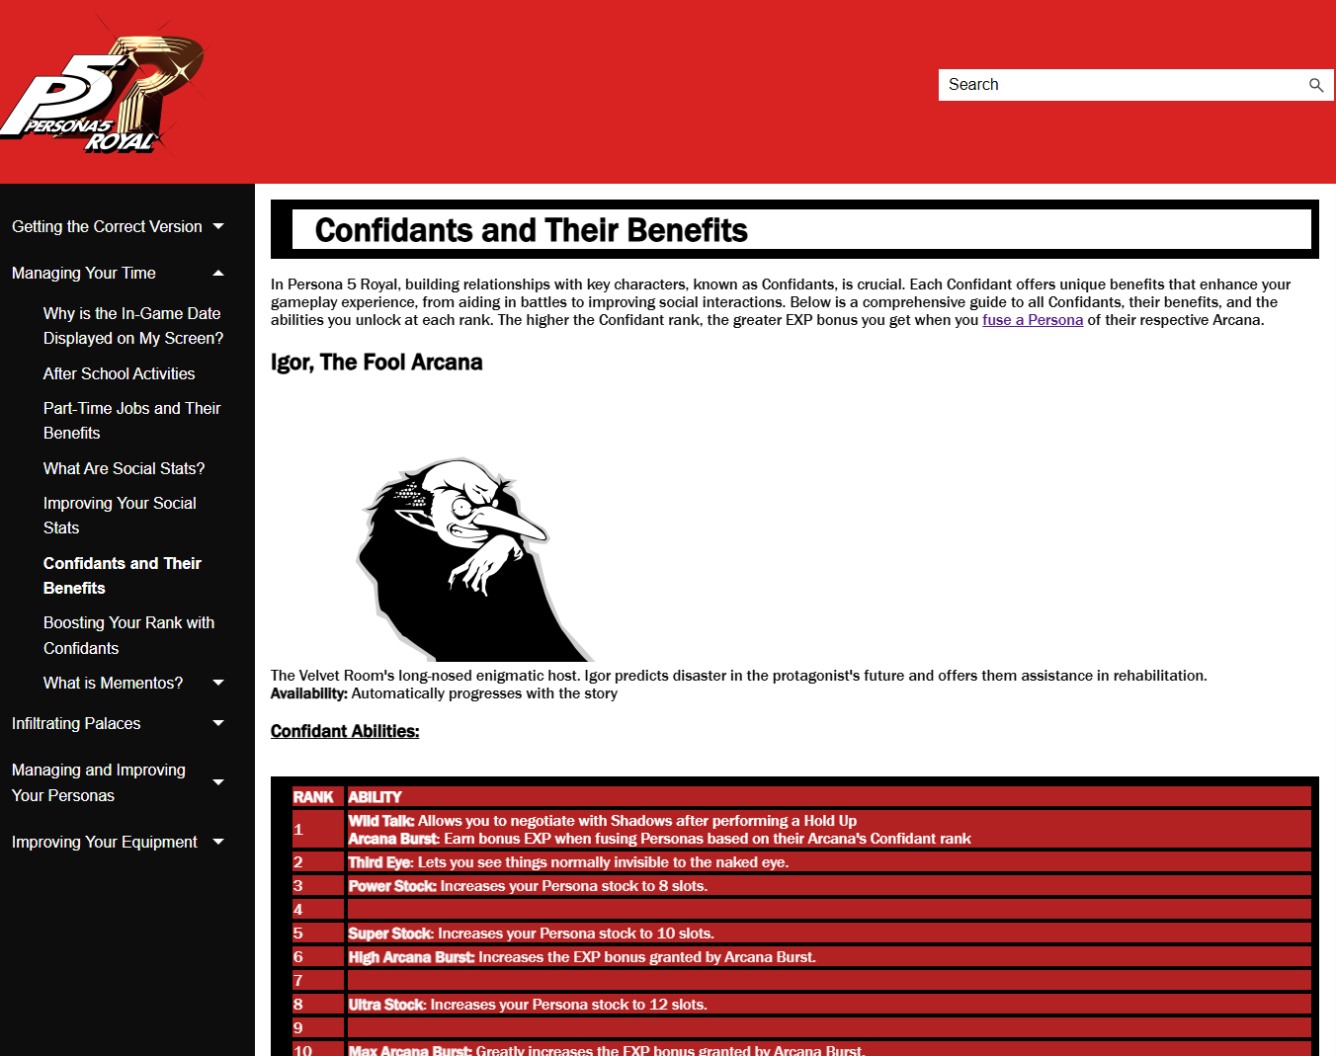 P5R
PERSONA5
ROYAL
Search
Getting the Correct Version
Managing Your Time
Why is the In-Game Date
Displayed on My Screen?
After School Activities
Part-Time Jobs and Their
Benefits
What Are Social Stats?
Improving Your Social
Stats
Confidants and Their
Benefits
Boosting Your Rank with
Confidants
What is Mementos?
Infiltrating Palaces
Managing and Improving
Your Personas
Improving Your Equipment
Confidants and Their Benefits
In Persona 5 Royal, building relationships with key characters, known as Confidants, is crucial. Each Confidant offers unique benefits that enhance your
gameplay experience, from aiding in battles to improving social interactions. Below is a comprehensive guide to all Confidants, their benefits, and the
abilities you unlock at each rank. The higher the Confidant rank, the greater EXP bonus you get when you fuse a Persona of their respective Arcana.
Igor, The Fool Arcana
The Velvet Room's long-nosed enigmatic host. Igor predicts disaster in the protagonist's future and offers them assistance in rehabilitation.
Availability: Automatically progresses with the story
Confidant Abilities:
RANK ABILITY
1 Wild Talk: Allows you to negotiate with Shadows after performing a Hold Up
Arcana Burst: Earn bonus EXP when fusing Personas based on their Arcana's Confidant rank
2 Third Eye: Lets you see things normally invisible to the naked eye.
3 Power Stock: Increases your Persona stock to 8 slots.
4
5 Super Stock: Increases your Persona stock to 10 slots.
6 High Arcana Burst: Increases the EXP bonus granted by Arcana Burst.
7
8 Ultra Stock: Increases your Persona stock to 12 slots.
9
10 Max Arcana Burst: Greatly increases the EXP bonus granted by Arcana Burst.